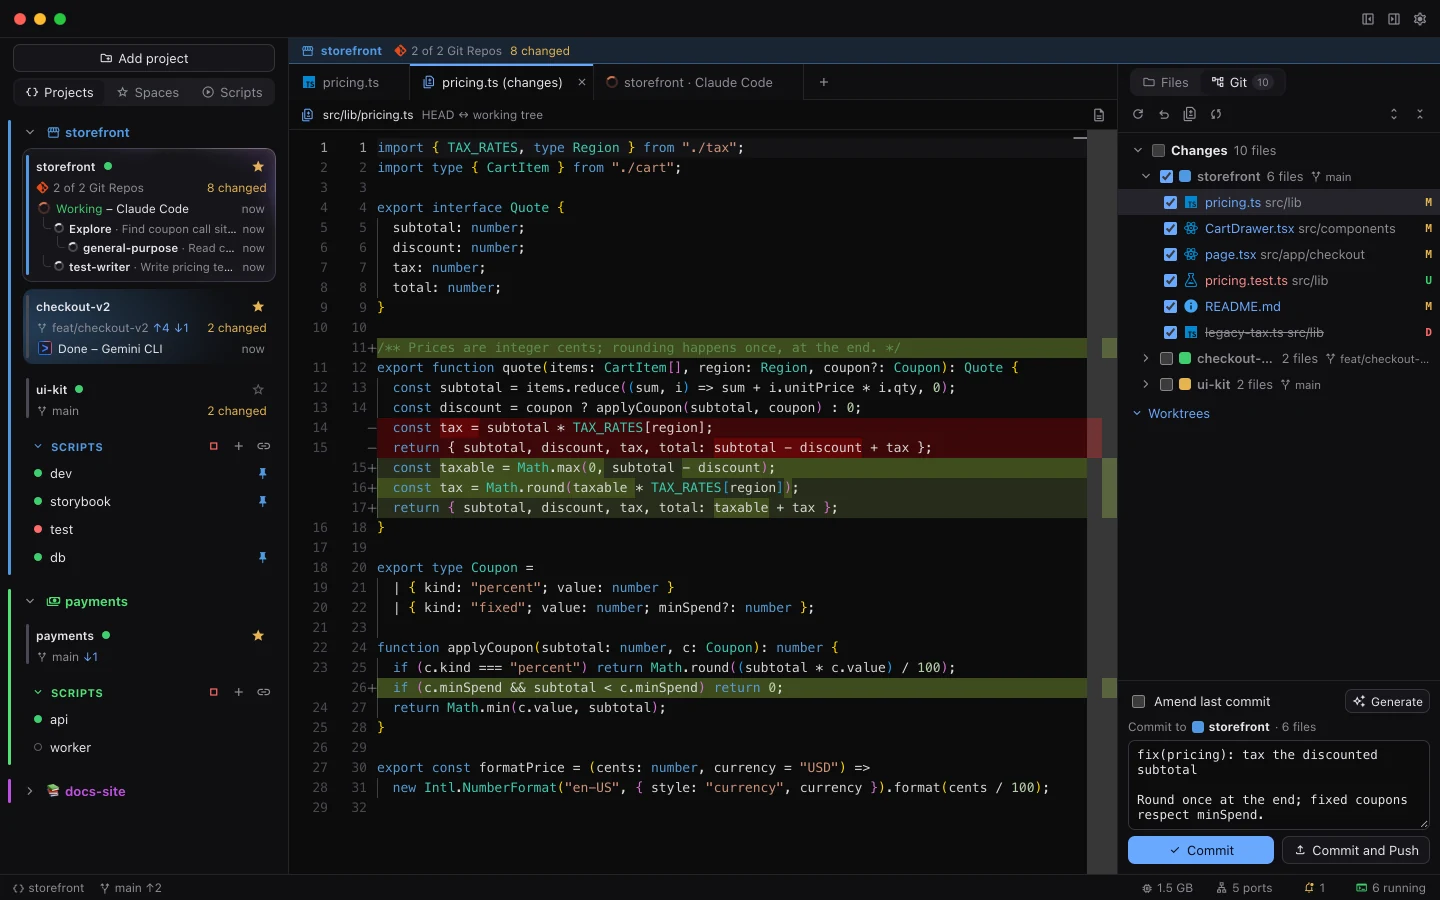 Add project
Projects
Spaces
Scripts
storefront
storefront
2 of 2 Git Repos
8 changed
Working – Claude Code
now
Explore · Find coupon call sit...
now
general-purpose · Read c...
now
test-writer · Write pricing te...
now
checkout-v2
feat/checkout-v2 ↑4 ↓1
2 changed
Done – Gemini CLI
now
ui-kit
main
2 changed
SCRIPTS
dev
storybook
test
db
payments
payments
main ↓1
SCRIPTS
api
worker
docs-site
storefront 2 of 2 Git Repos 8 changed
pricing.ts
pricing.ts (changes) ×
storefront · Claude Code
+
src/lib/pricing.ts HEAD ↔ working tree
1 1 import { TAX_RATES, type Region } from "./tax";
2 2 import type { CartItem } from "./cart";
3 3
4 4 export interface Quote {
5 5 subtotal: number;
6 6 discount: number;
7 7 tax: number;
8 8 total: number;
9 9 }
10 10
11+ /** Prices are integer cents; rounding happens once, at the end. */
11 12 export function quote(items: CartItem[], region: Region, coupon?: Coupon): Quote {
12 13 const subtotal = items.reduce((sum, i) => sum + i.unitPrice * i.qty, 0);
13 14 const discount = coupon ? applyCoupon(subtotal, coupon) : 0;
14 − const tax = subtotal * TAX_RATES[region];
15 − return { subtotal, discount, tax, total: subtotal - discount + tax };
15+ const taxable = Math.max(0, subtotal - discount);
16+ const tax = Math.round(taxable * TAX_RATES[region]);
17+ return { subtotal, discount, tax, total: taxable + tax };
16 18 }
17 19
18 20 export type Coupon =
19 21 | { kind: "percent"; value: number }
20 22 | { kind: "fixed"; value: number; minSpend?: number };
21 23
22 24 function applyCoupon(subtotal: number, c: Coupon): number {
23 25 if (c.kind === "percent") return Math.round((subtotal * c.value) / 100);
26+ if (c.minSpend && subtotal < c.minSpend) return 0;
24 27 return Math.min(c.value, subtotal);
25 28 }
26 29
27 30 export const formatPrice = (cents: number, currency = "USD") =>
28 31 new Intl.NumberFormat("en-US", { style: "currency", currency }).format(cents / 100);
29 32
Files
Git 10
Changes 10 files
storefront 6 files main
TS pricing.ts src/lib M
CartDrawer.tsx src/components M
page.tsx src/app/checkout M
pricing.test.ts src/lib U
README.md M
TS legacy-tax.ts src/lib D
checkout-... 2 files feat/checkout-...
ui-kit 2 files main
Worktrees
Amend last commit
Generate
Commit to storefront · 6 files
fix(pricing): tax the discounted
subtotal
Round once at the end; fixed coupons
respect minSpend.
Commit
Commit and Push
storefront
main ↑2
1.5 GB
5 ports
1
6 running